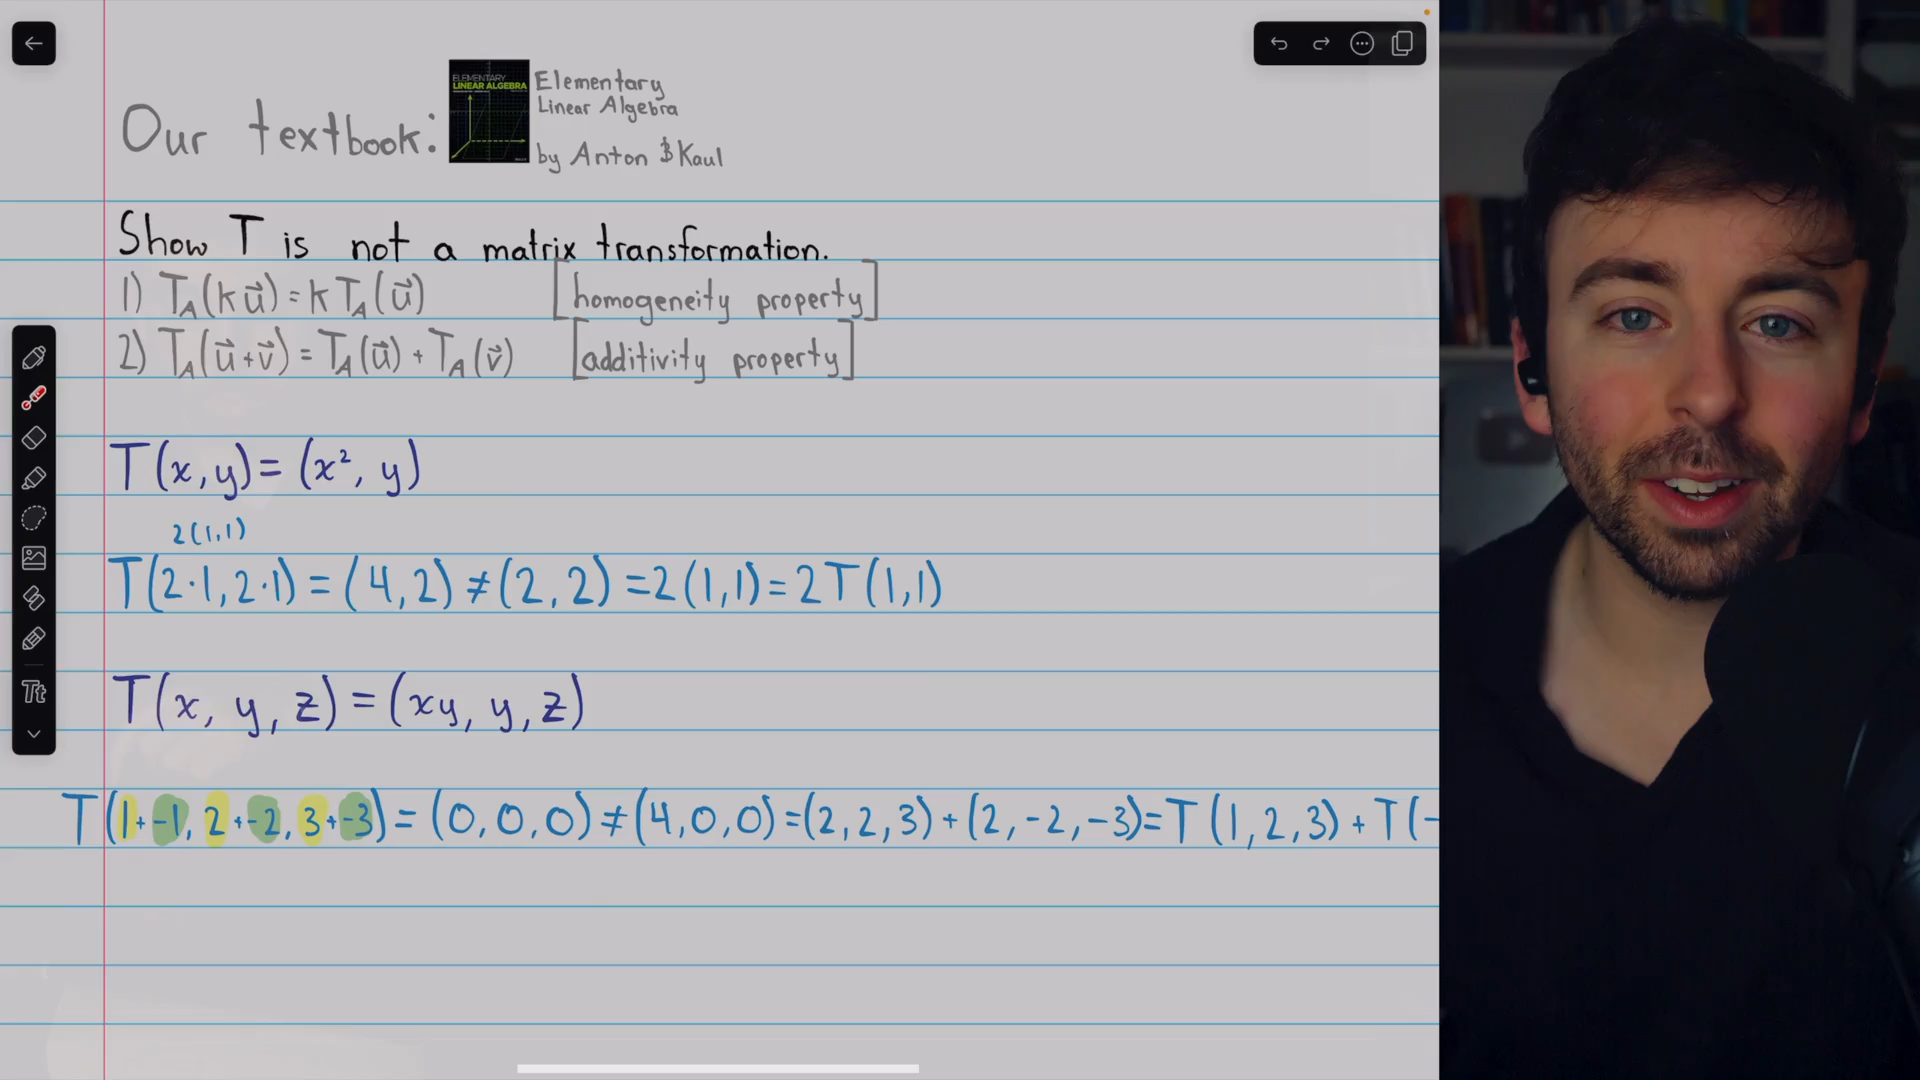 Our textbook:
ELEMENTARY
LINEAR ALGEBRA
Elementary
Linear Algebra
by Anton & Kaul
Show T is not a matrix transformation.
1) T_A(ku⃗) = k T_A(u⃗) [homogeneity property]
2) T_A(u⃗+v⃗) = T_A(u⃗) + T_A(v⃗) [additivity property]
T(x,y) = (x², y)
2(1,1)
T(2·1, 2·1) = (4,2) ≠ (2,2) = 2(1,1) = 2T(1,1)
T(x, y, z) = (xy, y, z)
T(1+-1, 2+-2, 3+-3) = (0,0,0) ≠ (4,0,0) = (2,2,3) + (2,-2,-3) = T(1,2,3) + T(-
Tt